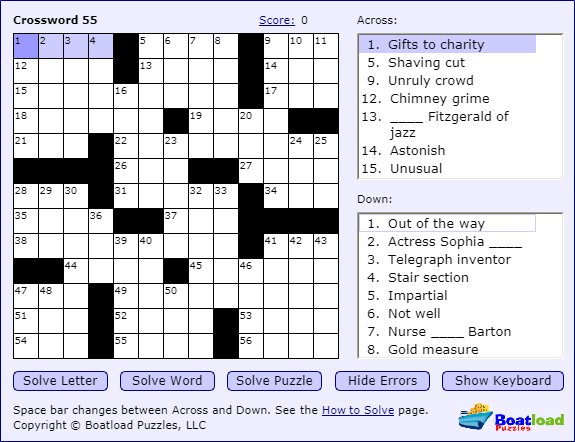 Crossword 55 Score: 0
1 2 3 4 5 6 7 8 9 10 11
12 13 14
15 16 17
18 19 20
21 22 23 24 25
26 27
28 29 30 31 32 33 34
35 36 37
38 39 40 41 42 43
44 45 46
47 48 49 50
51 52 53
54 55 56
Across:
1. Gifts to charity
5. Shaving cut
9. Unruly crowd
12. Chimney grime
13. ____ Fitzgerald of
jazz
14. Astonish
15. Unusual
Down:
1. Out of the way
2. Actress Sophia ____
3. Telegraph inventor
4. Stair section
5. Impartial
6. Not well
7. Nurse ____ Barton
8. Gold measure
Solve Letter Solve Word Solve Puzzle Hide Errors Show Keyboard
Space bar changes between Across and Down. See the How to Solve page.
Copyright © Boatload Puzzles, LLC
Boatload
Puzzles